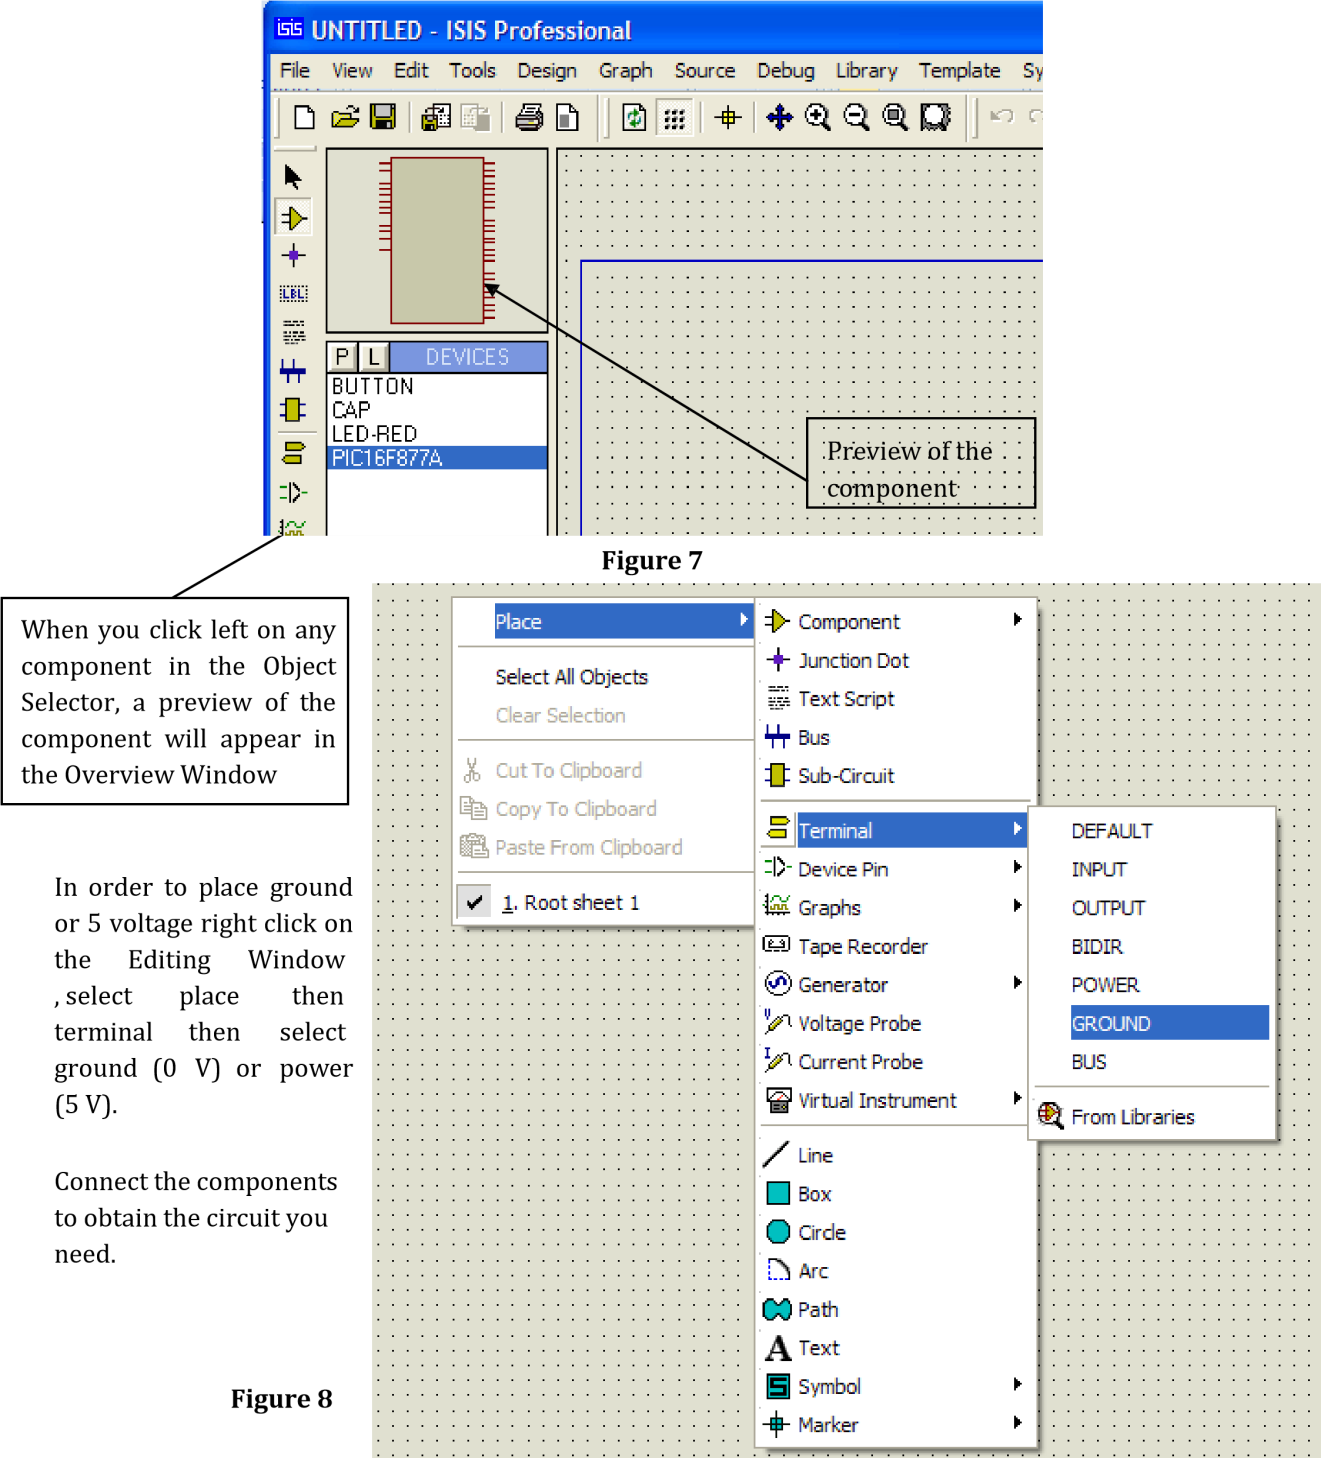 isis UNTITLED - ISIS Professional
File View Edit Tools Design Graph Source Debug Library Template Sy
LBL
P L DEVICES
BUTTON
CAP
LED-RED
PIC16F877A
Preview of the
component
Figure 7
When you click left on any
component in the Object
Selector, a preview of the
component will appear in
the Overview Window
In order to place ground
or 5 voltage right click on
the Editing Window
, select place then
terminal then select
ground (0 V) or power
(5 V).
Connect the components
to obtain the circuit you
need.
Figure 8
Place
Select All Objects
Clear Selection
Cut To Clipboard
Copy To Clipboard
Paste From Clipboard
1. Root sheet 1
Component
Junction Dot
Text Script
Bus
Sub-Circuit
Terminal
Device Pin
Graphs
Tape Recorder
Generator
Voltage Probe
Current Probe
Virtual Instrument
Line
Box
Circle
Arc
Path
A Text
S Symbol
Marker
DEFAULT
INPUT
OUTPUT
BIDIR
POWER
GROUND
BUS
From Libraries